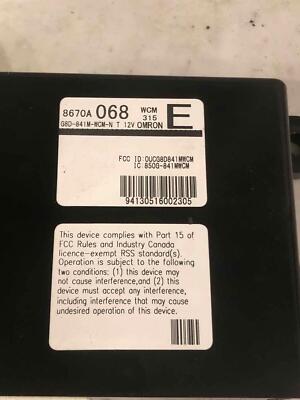 8670A 068 WCM 315 E
G8D-841M-WCM-N T 12V OMRON
FCC ID:OUCG8D841MWCM
IC:850G-841MWCM
94130516002305
This device complies with Part 15 of
FCC Rules and Industry Canada
licence-exempt RSS standard(s).
Operation is subject to the following
two conditions: (1) this device may
not cause interference,and (2) this
device must accept any interference,
including interference that may cause
undesired operation of this device.